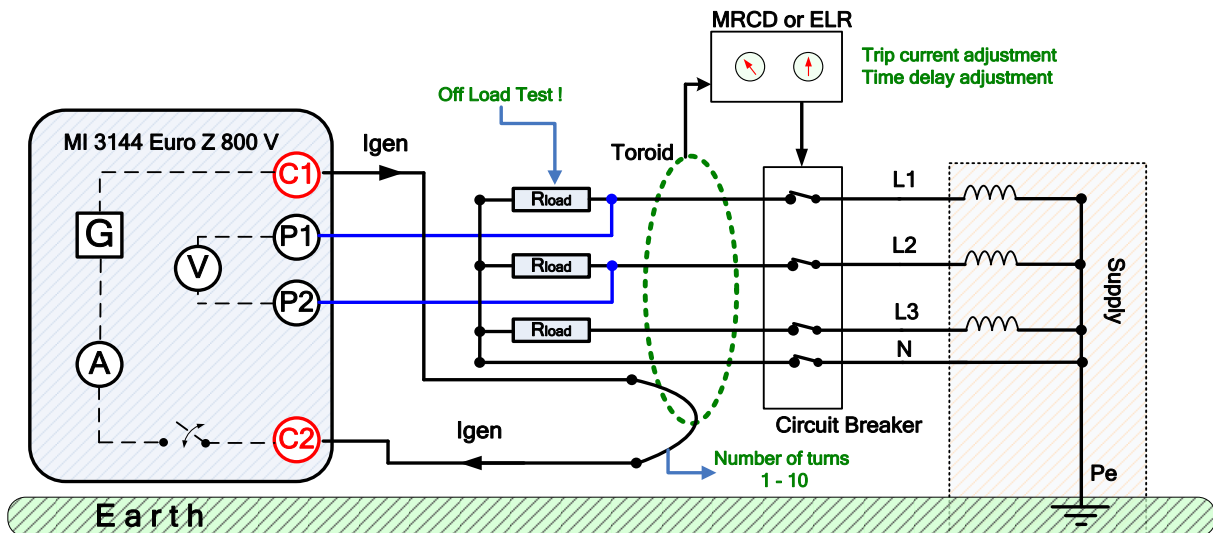 MRCD or ELR
Trip current adjustment
Time delay adjustment
Off Load Test !
MI 3144 Euro Z 800 V
Igen
Toroid
C1
G
P1
V
P2
A
C2
Rload
Rload
Rload
L1
L2
L3
N
Supply
Circuit Breaker
Igen
Number of turns
1 - 10
Pe
Earth